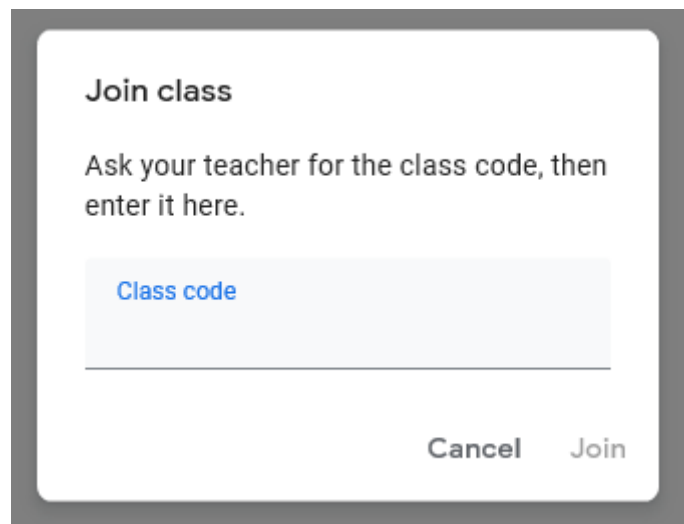 Join class
Ask your teacher for the class code, then
enter it here.
Class code
Cancel Join